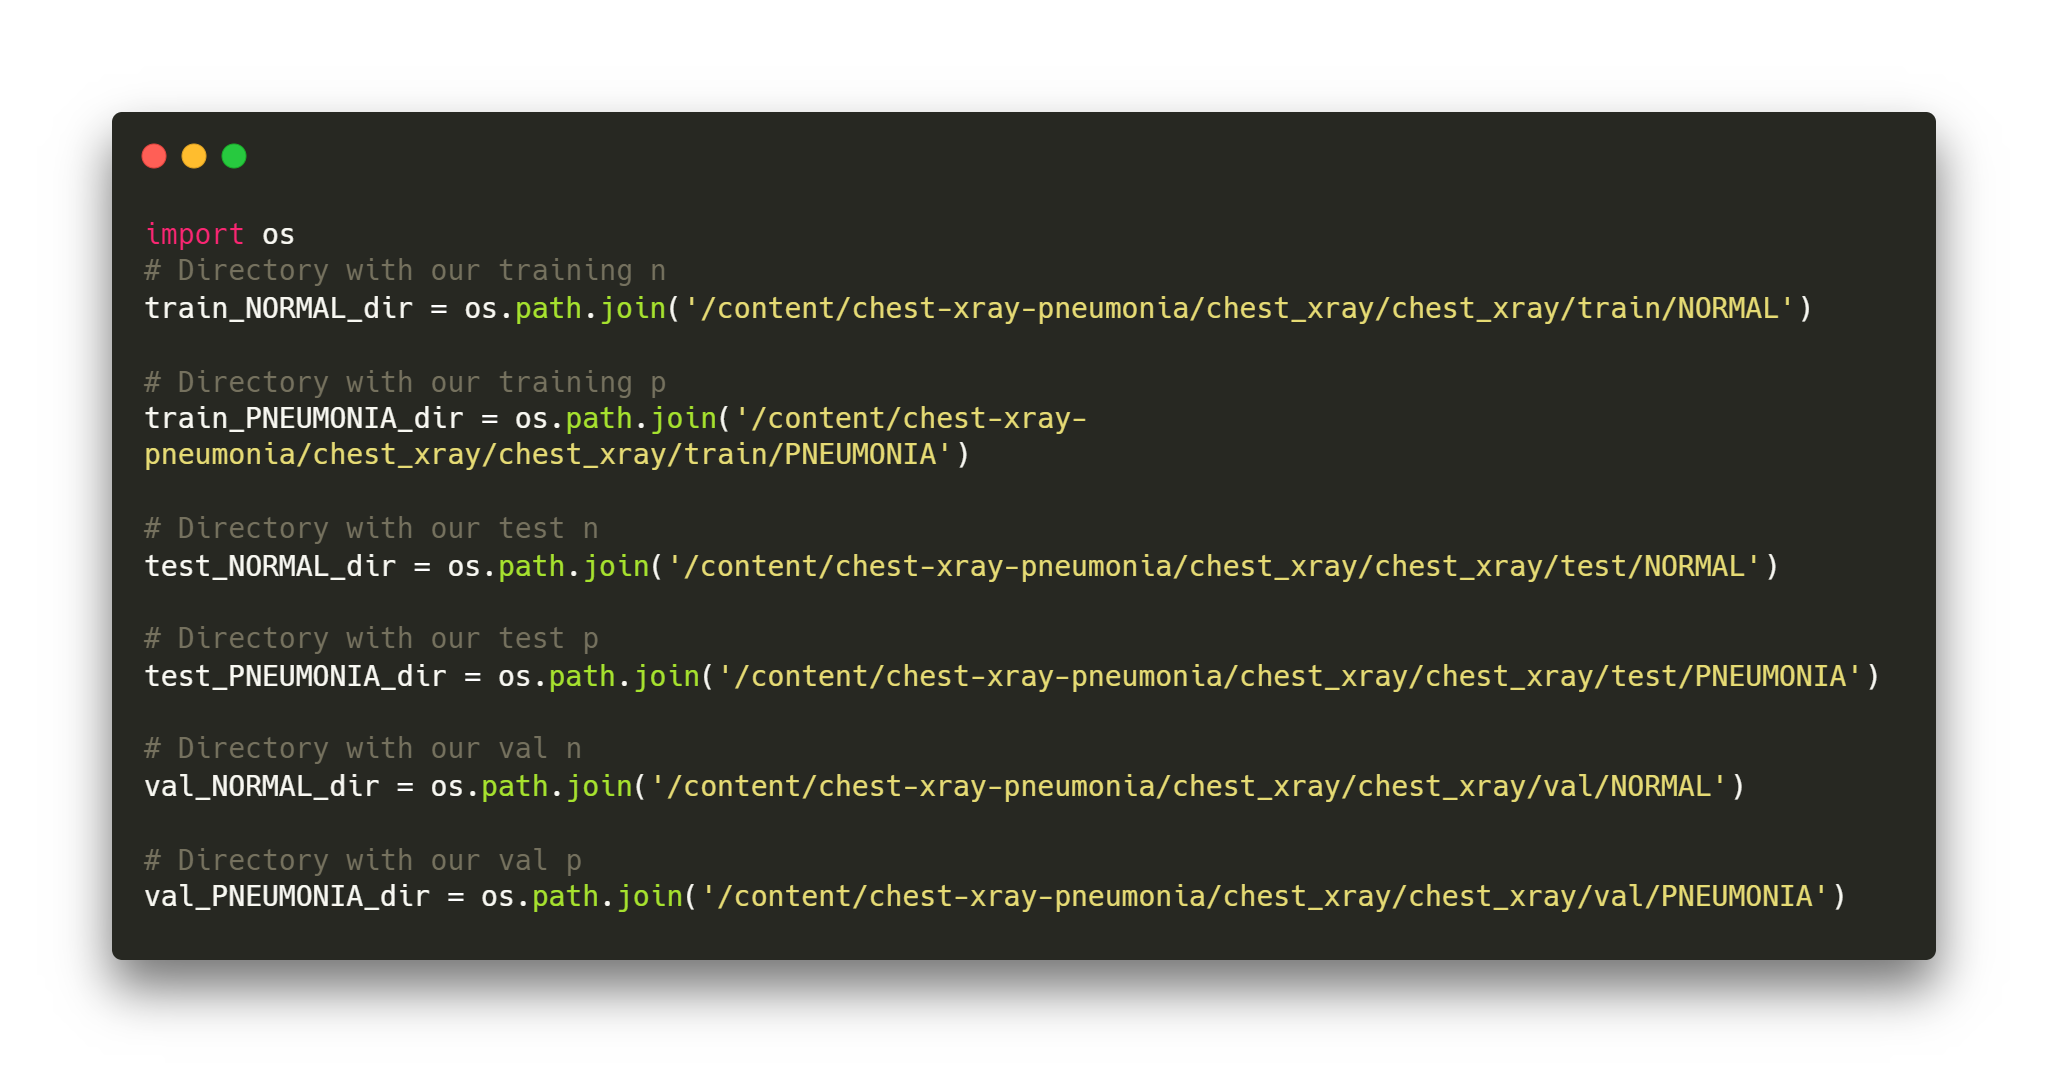 import os
# Directory with our training n
train_NORMAL_dir = os.path.join('/content/chest-xray-pneumonia/chest_xray/chest_xray/train/NORMAL')
# Directory with our training p
train_PNEUMONIA_dir = os.path.join('/content/chest-xray-
pneumonia/chest_xray/chest_xray/train/PNEUMONIA')
# Directory with our test n
test_NORMAL_dir = os.path.join('/content/chest-xray-pneumonia/chest_xray/chest_xray/test/NORMAL')
# Directory with our test p
test_PNEUMONIA_dir = os.path.join('/content/chest-xray-pneumonia/chest_xray/chest_xray/test/PNEUMONIA')
# Directory with our val n
val_NORMAL_dir = os.path.join('/content/chest-xray-pneumonia/chest_xray/chest_xray/val/NORMAL')
# Directory with our val p
val_PNEUMONIA_dir = os.path.join('/content/chest-xray-pneumonia/chest_xray/chest_xray/val/PNEUMONIA')